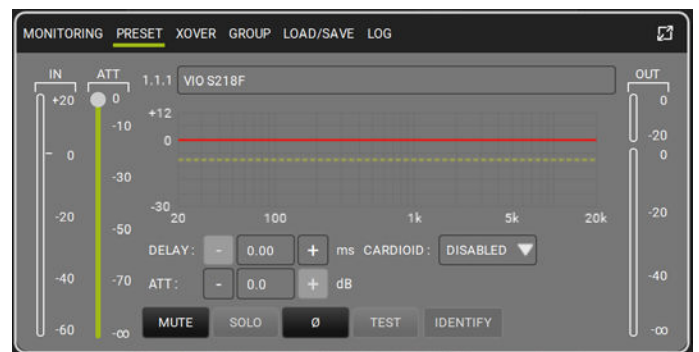 MONITORING PRESET XOVER GROUP LOAD/SAVE LOG
IN ATT 1.1.1 VIO S218F OUT
+20 0 +12 0
-10 0 -20
0 0
-30
-30
20 100 1k 5k 20k
-20 -50 -20
DELAY: - 0.00 + ms CARDIOID: DISABLED
-40 -70 ATT: - 0.0 + dB -40
-60 -∞ MUTE SOLO Ø TEST IDENTIFY -∞